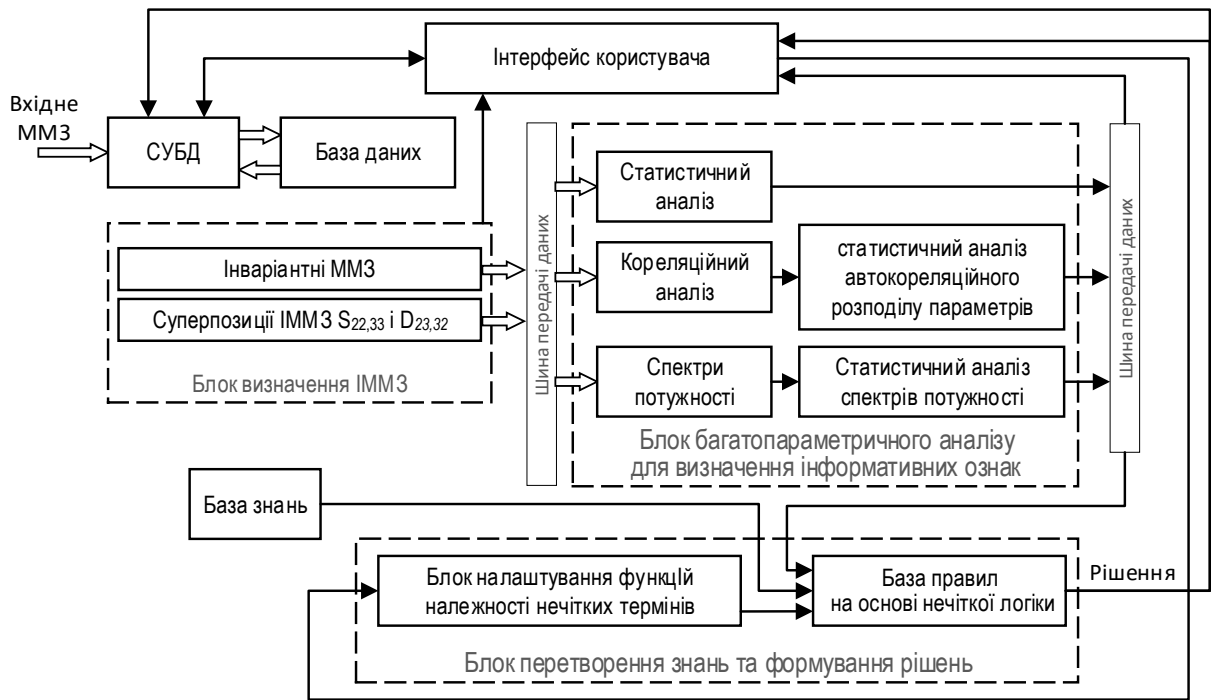 Інтерфейс користувача
Вхідне
ММЗ
СУБД
База даних
Інваріантні ММЗ
Суперпозиції ІММЗ S22,33 і D23,32
Блок визначення ІММЗ
Шина передачі даних
Статистичний
аналіз
Кореляційний
аналіз
статистичний аналіз
автокореляційного
розподілу параметрів
Спектри
потужності
Статистичний аналіз
спектрів потужності
Блок багатопараметричного аналізу
для визначення інформативних ознак
Шина передачі даних
База знань
Блок налаштування функцІй
належності нечітких термінів
База правил
на основі нечіткої логіки
Рішення
Блок перетворення знань та формування рішень